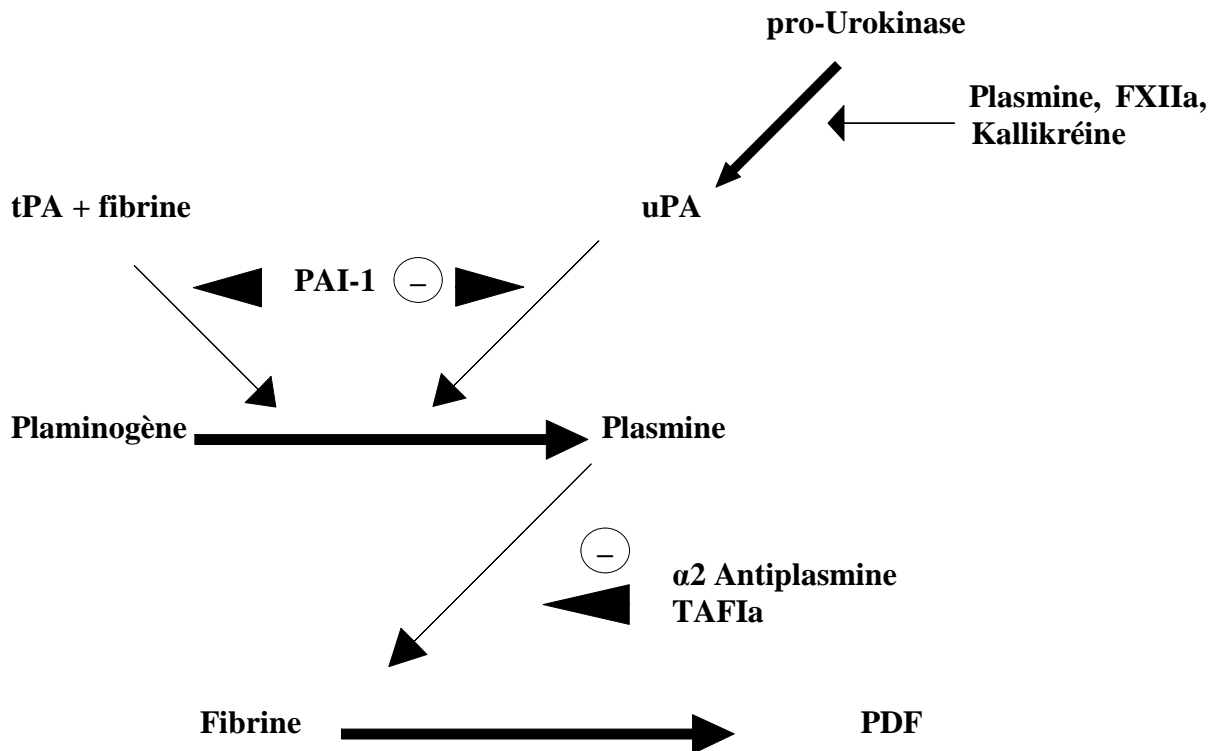 pro-Urokinase
Plasmine, FXIIa,
Kallikréine
tPA + fibrine
uPA
PAI-1 −
Plaminogène
Plasmine
−
α2 Antiplasmine
TAFIa
Fibrine
PDF